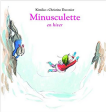 Kimiko • Christine Davenier
Minusculette
en hiver